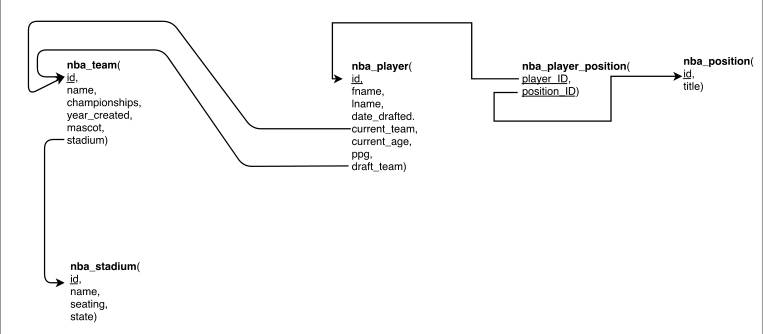 nba_team(
id,
name,
championships,
year_created,
mascot,
stadium)
nba_player(
id,
fname,
lname,
date_drafted.
current_team,
current_age,
ppg,
draft_team)
nba_player_position(
player_ID,
position_ID)
nba_position(
id,
title)
nba_stadium(
id,
name,
seating,
state)